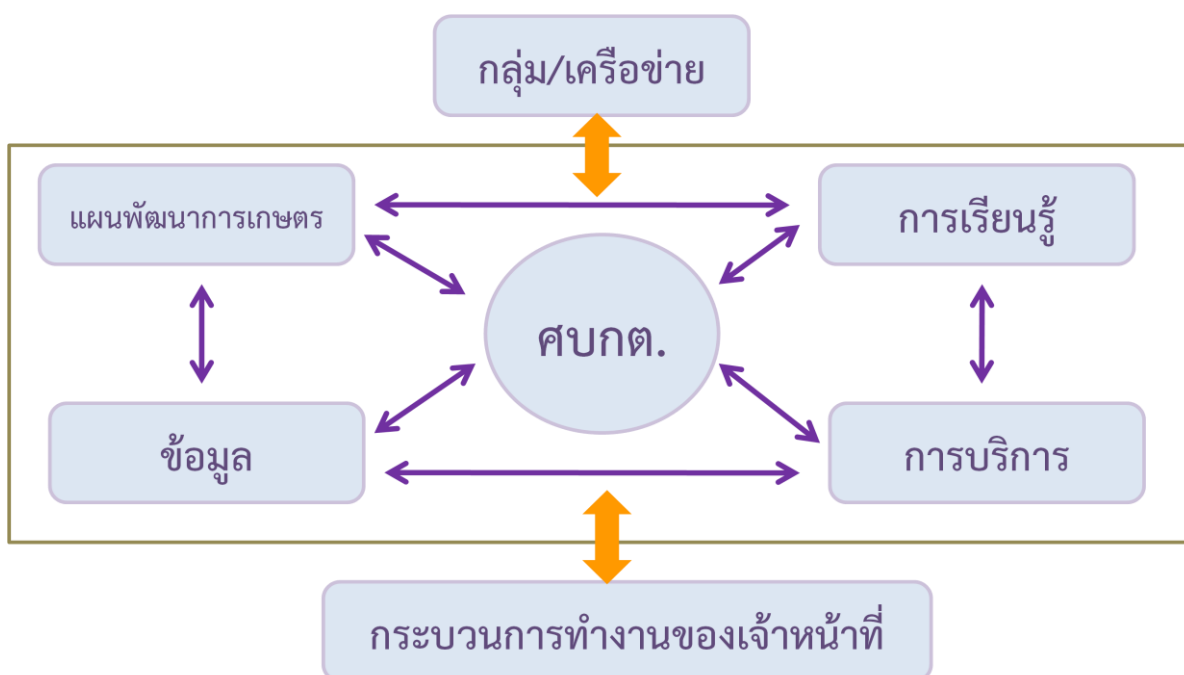 กลุ่ม/เครือข่าย
แผนพัฒนาการเกษตร
การเรียนรู้
ศบกต.
ข้อมูล
การบริการ
กระบวนการทำงานของเจ้าหน้าที่